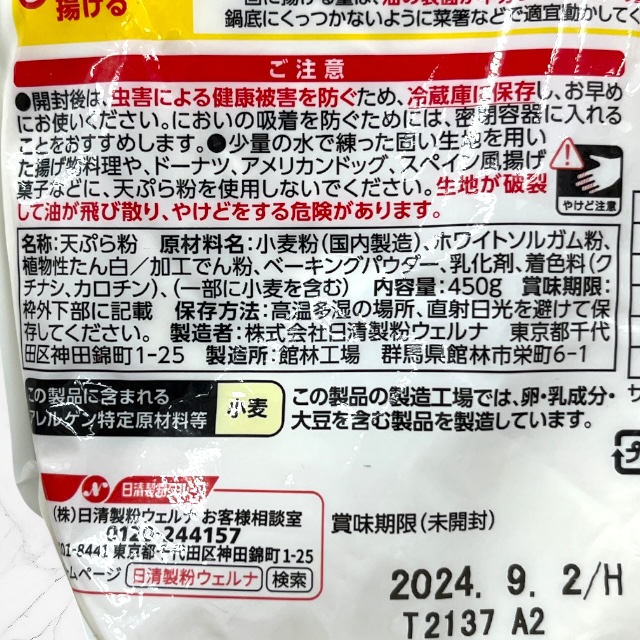 揚げる
鍋底にくっつかないように菜箸などで適宜動かしてく
ご注意
●開封後は、虫害による健康被害を防ぐため、冷蔵庫に保存し、お早め
にお使いください。においの吸着を防ぐためには、密閉容器に入れる
ことをおすすめします。●少量の水で練った固い生地を用い
た揚げ物料理や、ドーナツ、アメリカンドッグ、スペイン風揚げ
菓子などに、天ぷら粉を使用しないでください。生地が破裂
して油が飛び散り、やけどをする危険があります。
やけど注意
名称:天ぷら粉 原材料名:小麦粉(国内製造)、ホワイトソルガム粉、
植物性たん白/加工でん粉、ベーキングパウダー、乳化剤、着色料(ク
チナシ、カロチン)、(一部に小麦を含む) 内容量:450g 賞味期限:
枠外下部に記載 保存方法:高温多湿の場所、直射日光を避けて保
存してください。 製造者:株式会社日清製粉ウェルナ 東京都千代
田区神田錦町1-25 製造所:館林工場 群馬県館林市栄町6-1
この製品に含まれる
アレルゲン特定原材料等
小麦
この製品の製造工場では、卵・乳成分・
大豆を含む製品を製造しています。
日清製粉ウェルナ
(株)日清製粉ウェルナ お客様相談室
0120-244157
01-8441 東京都千代田区神田錦町1-25
ホームページ 日清製粉ウェルナ 検索
賞味期限(未開封)
2024. 9. 2/H
T2137 A2